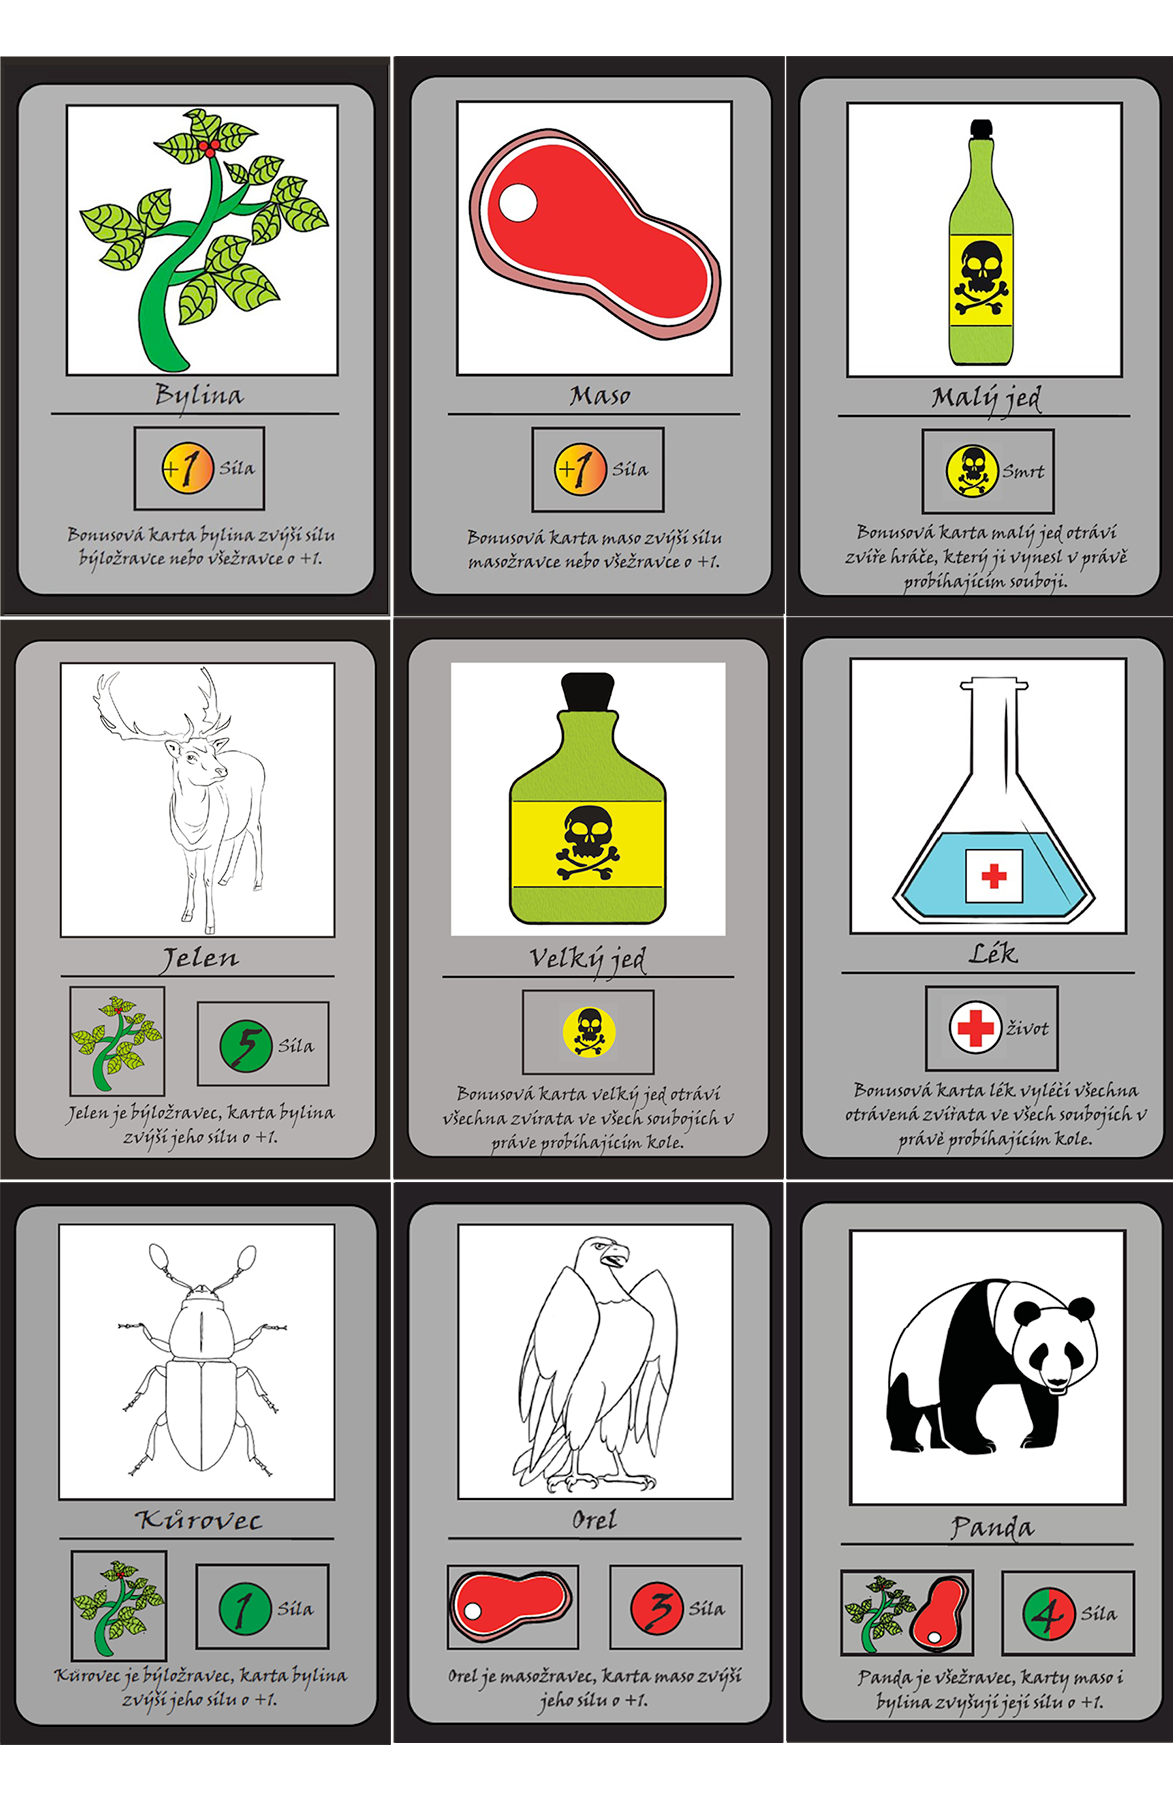 Bylina
+1 Síla
Bonusová karta bylina zvýší sílu
býložravce nebo všežravce o +1.
Maso
+1 Síla
Bonusová karta maso zvýší sílu
masožravce nebo všežravce o +1.
Malý jed
Smrt
Bonusová karta malý jed otráví
zvíře hráče, který ji vynesl v právě
probíhajícím souboji.
Jelen
5 Síla
Jelen je býložravec, karta bylina
zvýší jeho sílu o +1.
Velký jed
Bonusová karta velký jed otráví
všechna zvírata ve všech soubojích v
práve probíhajícím kole.
Lék
život
Bonusová karta lék vyléčí všechna
otrávená zvířata ve všech soubojích v
právě probíhajícím kole.
Kůrovec
1 Síla
Kůrovec je býložravec, karta bylina
zvýší jeho sílu o +1.
Orel
3 Síla
Orel je masožravec, karta maso zvýší
jeho sílu o +1.
Panda
4 Síla
Panda je všežravec, karty maso i
bylina zvyšují její sílu o +1.